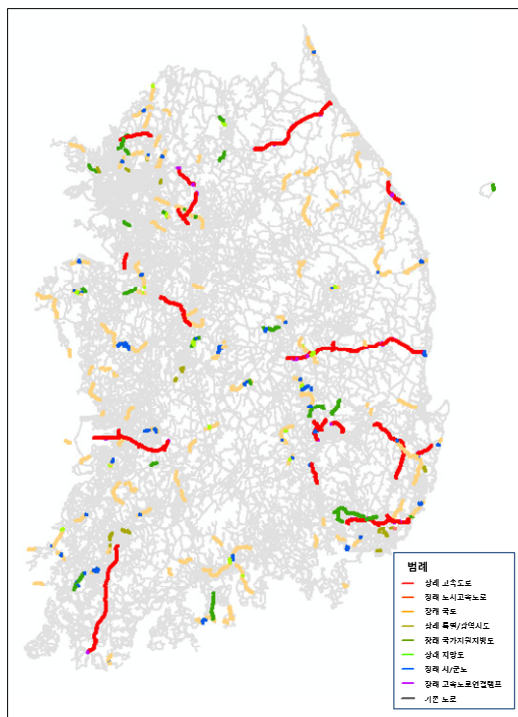 범례
장래 고속도로
장래 도시고속도로
장래 국도
장래 특별/광역시도
장래 국가지원지방도
장래 지방도
장래 시/군도
장래 고속도로연결램프
기존 도로